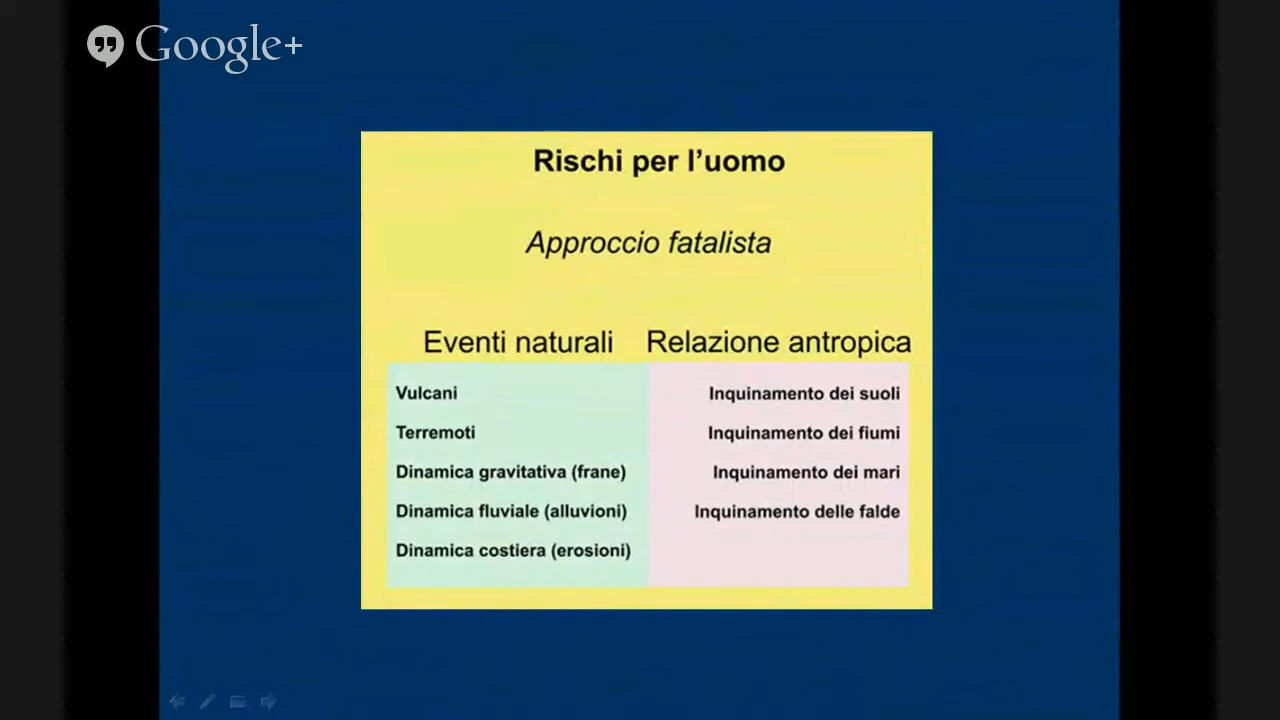 Google+
Rischi per l’uomo
Approccio fatalista
Eventi naturali Relazione antropica
Vulcani Inquinamento dei suoli
Terremoti Inquinamento dei fiumi
Dinamica gravitativa (frane) Inquinamento dei mari
Dinamica fluviale (alluvioni) Inquinamento delle falde
Dinamica costiera (erosioni)